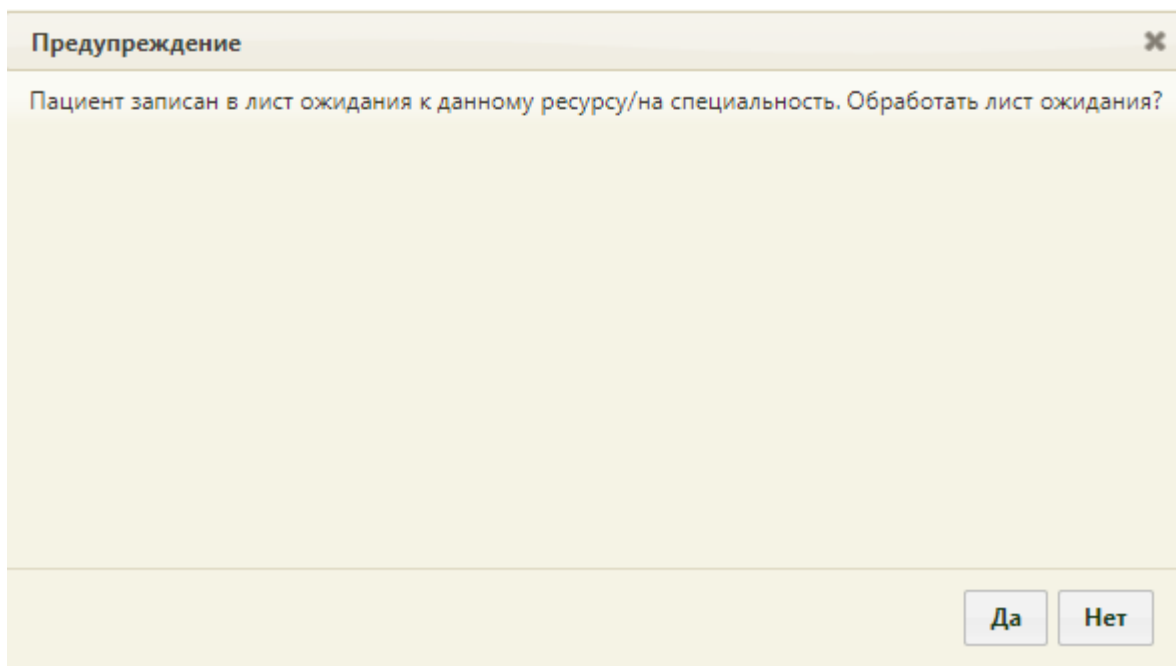 Предупреждение
Пациент записан в лист ожидания к данному ресурсу/на специальность. Обработать лист ожидания?
Да Нет